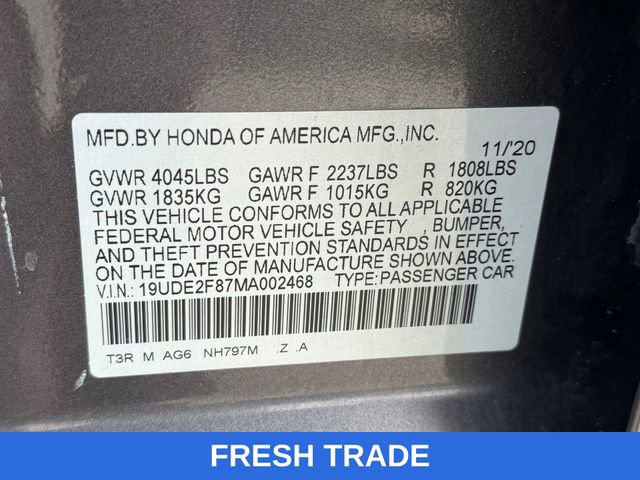 MFD.BY HONDA OF AMERICA MFG.,INC. 11/'20
GVWR 4045LBS GAWR F 2237LBS R 1808LBS
GVWR 1835KG GAWR F 1015KG R 820KG
THIS VEHICLE CONFORMS TO ALL APPLICABLE
FEDERAL MOTOR VEHICLE SAFETY , BUMPER,
AND THEFT PREVENTION STANDARDS IN EFFECT
ON THE DATE OF MANUFACTURE SHOWN ABOVE.
V.I.N.: 19UDE2F87MA002468 TYPE:PASSENGER CAR
T3R M AG6 NH797M .Z .A
FRESH TRADE